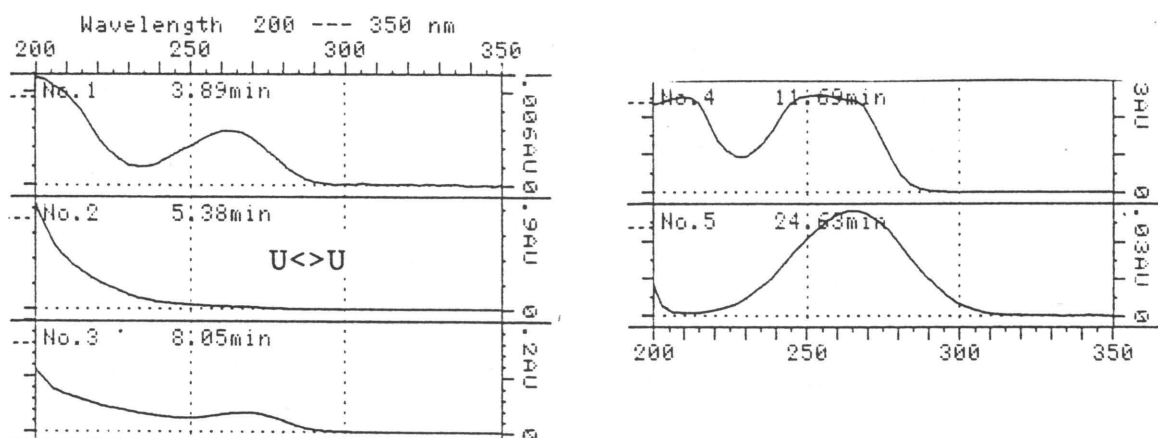 Wavelength 200 --- 350 nm
200 250 300 350
No.1 3.89min
.006AU 0
No.2 5.38min
U<>U
.9AU 0
No.3 8.05min
.2AU 0
No.4 11.69min
3AU 0
No.5 24.63min
.03AU 0
200 250 300 350